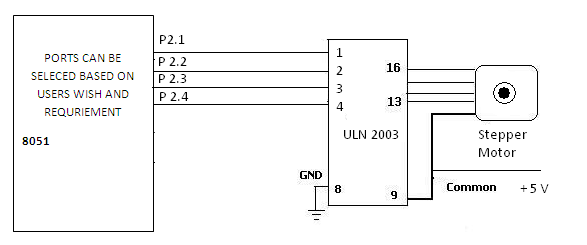 PORTS CAN BE
SELECED BASED ON
USERS WISH AND
REQURIEMENT
8051
P2.1
P 2.2
P 2.3
P 2.4
1
2
3
4
16
13
ULN 2003
GND
8
9
Stepper
Motor
Common +5 V